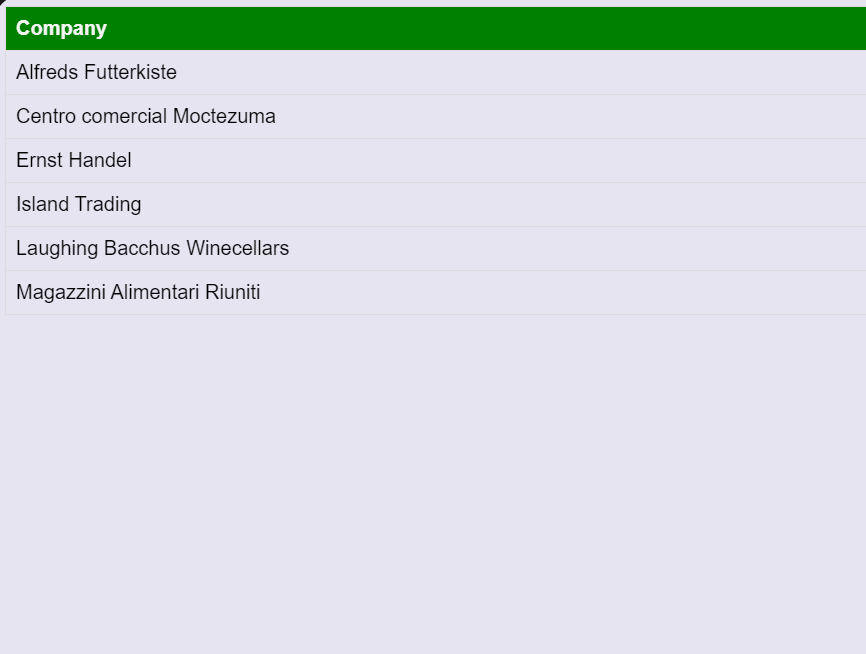 Company
Alfreds Futterkiste
Centro comercial Moctezuma
Ernst Handel
Island Trading
Laughing Bacchus Winecellars
Magazzini Alimentari Riuniti